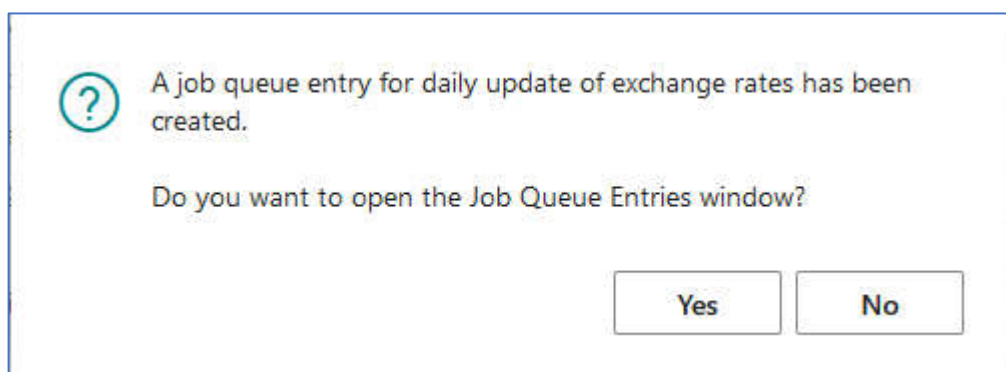 A job queue entry for daily update of exchange rates has been
created.
Do you want to open the Job Queue Entries window?
Yes No